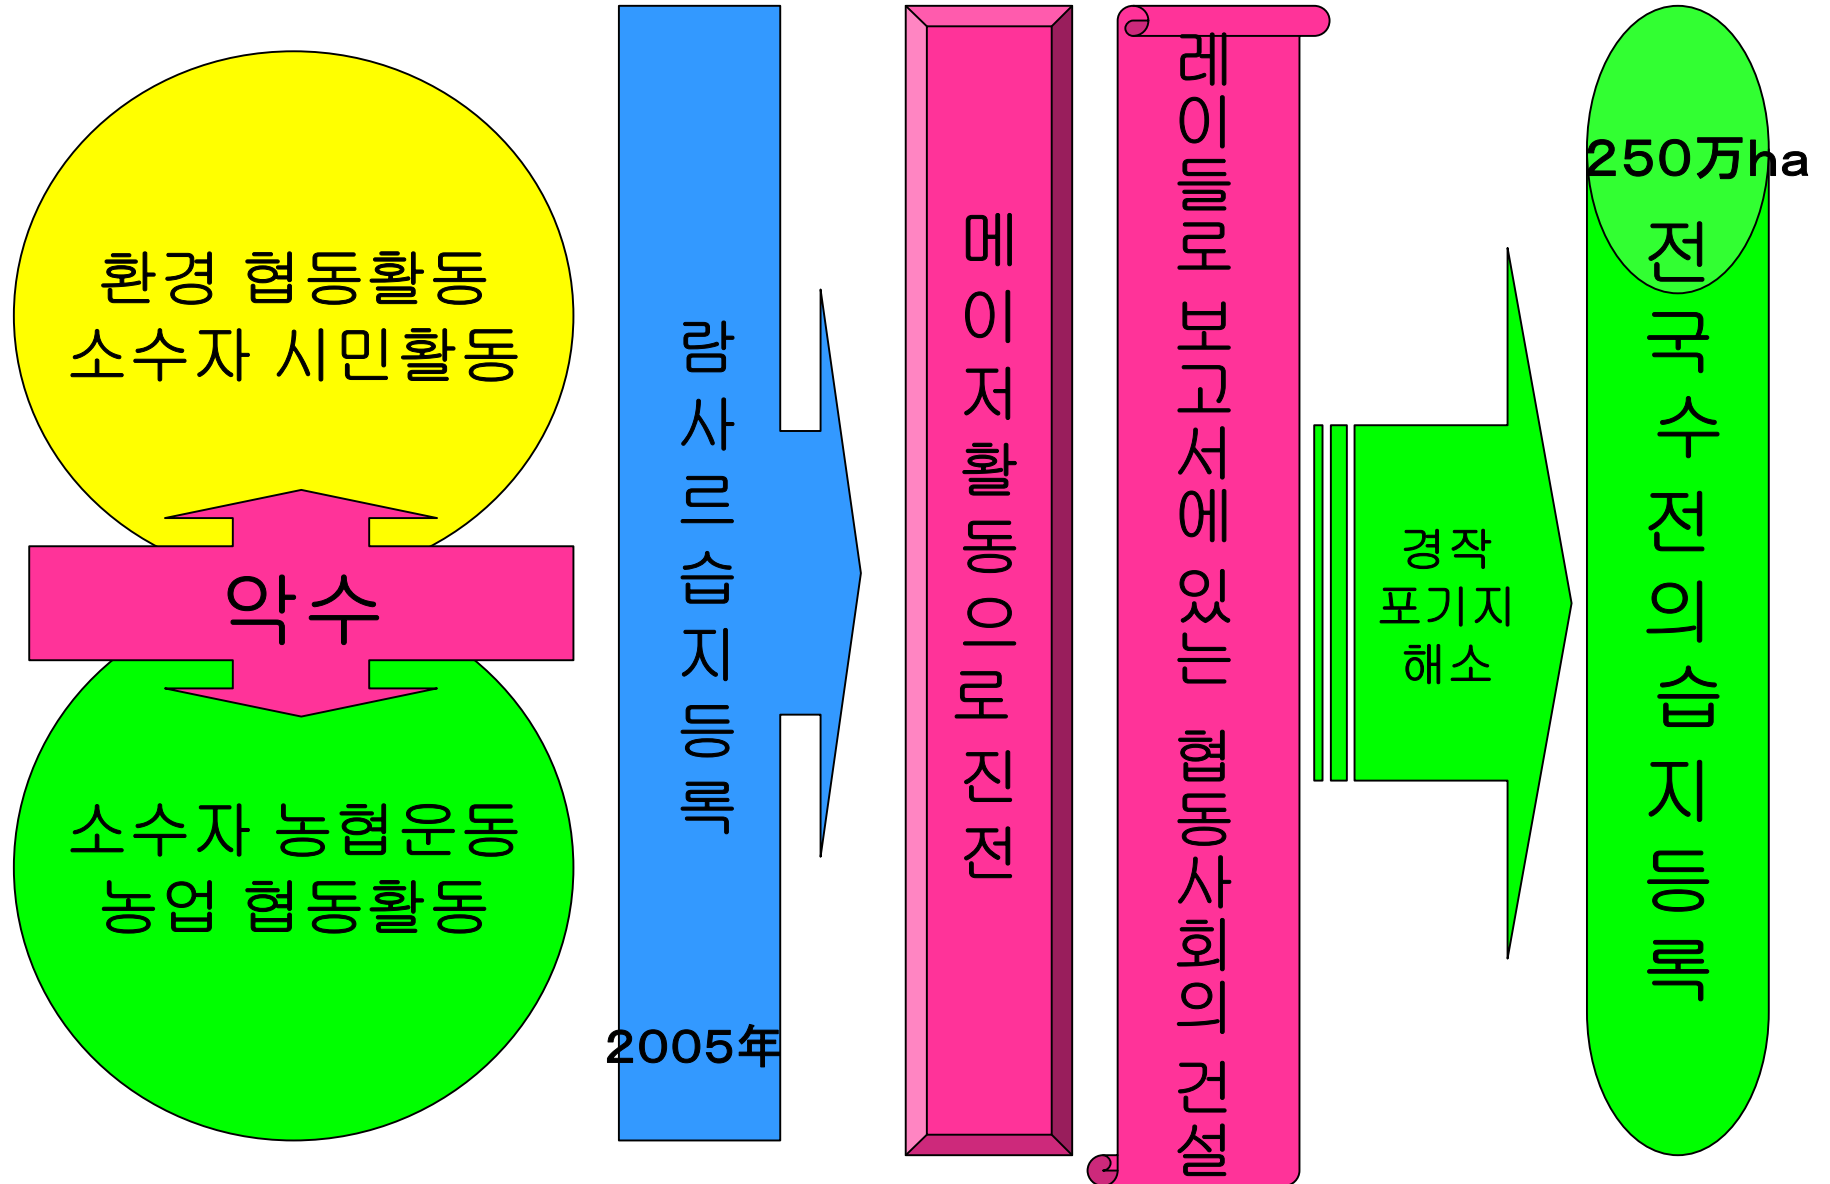 환경 협동활동
소수자 시민활동
악수
소수자 농협운동
농업 협동활동
람사르습지등록
2005年
메이저활동으로진전
레이들로 보고서에 있는 협동사회의 건설
경작
포기지
해소
250万ha
전국수전의습지등록